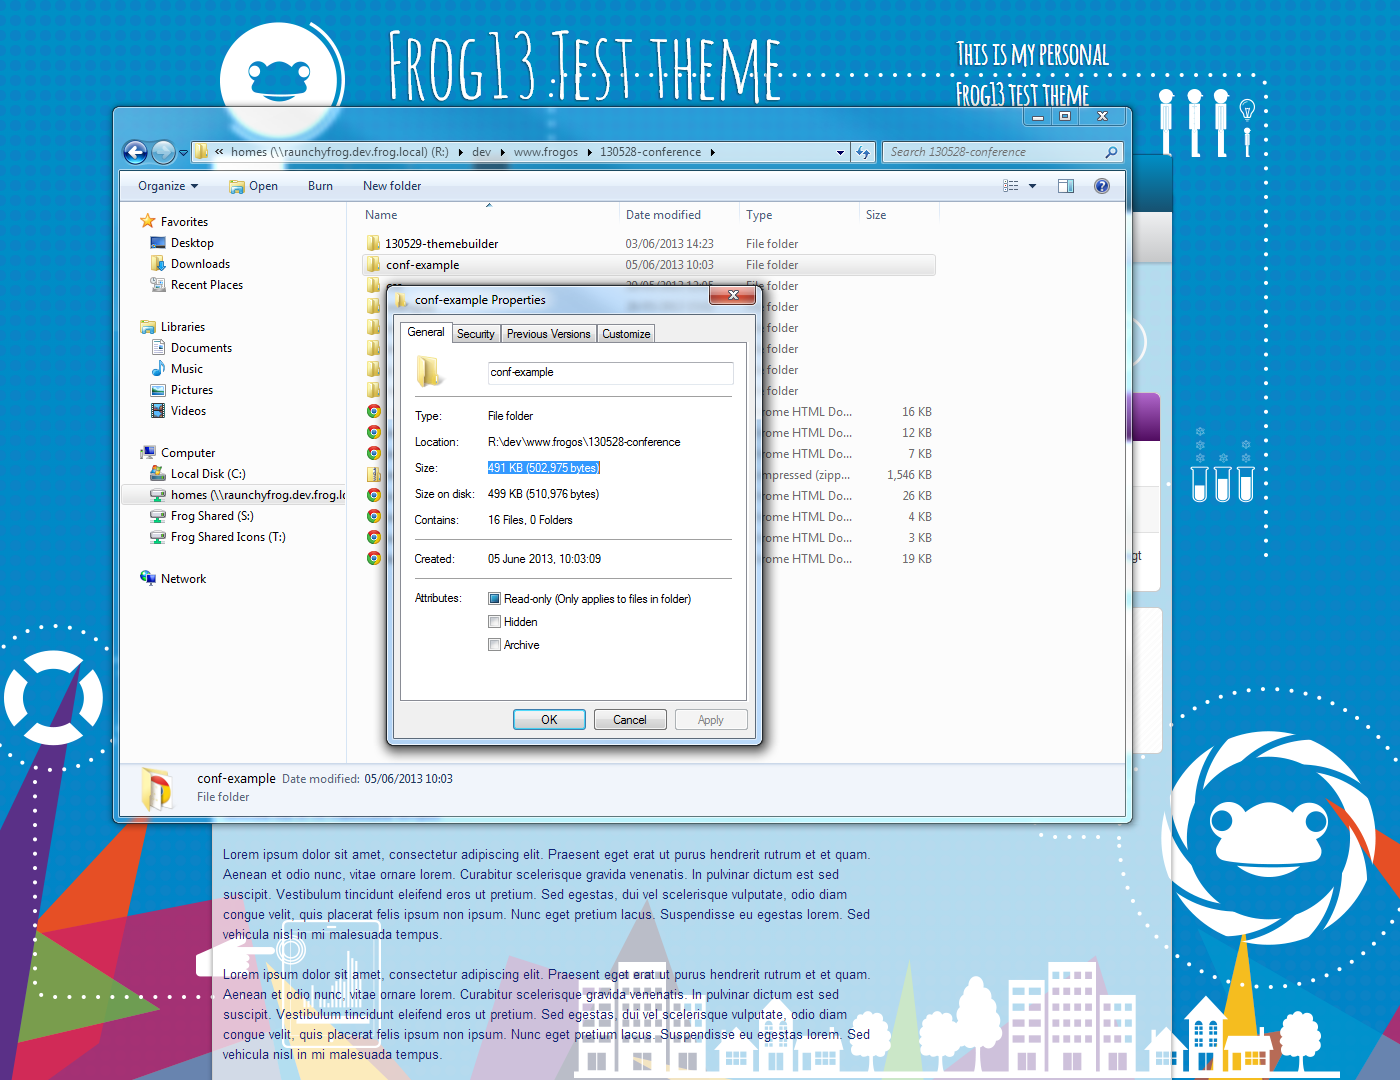 Frog13 Test theme
This is my personal
Frog13 test theme
« homes (\\raunchyfrog.dev.frog.local) (R:) dev www.frogos 130528-conference
Search 130528-conference
Organize Open Burn New folder
Name Date modified Type Size
Favorites
Desktop
Downloads
Recent Places
Libraries
Documents
Music
Pictures
Videos
Computer
Local Disk (C:)
homes (\\raunchyfrog.dev.frog.lo
Frog Shared (S:)
Frog Shared Icons (T:)
Network
130529-themebuilder 03/06/2013 14:23 File folder
conf-example 05/06/2013 10:03 File folder
File folder
folder
folder
folder
folder
folder
rome HTML Do... 16 KB
rome HTML Do... 12 KB
rome HTML Do... 7 KB
mpressed (zipp... 1,546 KB
rome HTML Do... 26 KB
rome HTML Do... 4 KB
rome HTML Do... 3 KB
rome HTML Do... 19 KB
conf-example Properties
General Security Previous Versions Customize
conf-example
Type: File folder
Location: R:\dev\www.frogos\130528-conference
Size: 491 KB (502,975 bytes)
Size on disk: 499 KB (510,976 bytes)
Contains: 16 Files, 0 Folders
Created: 05 June 2013, 10:03:09
Attributes: Read-only (Only applies to files in folder)
Hidden
Archive
OK Cancel Apply
gt
conf-example Date modified: 05/06/2013 10:03
File folder
Lorem ipsum dolor sit amet, consectetur adipiscing elit. Praesent eget erat ut purus hendrerit rutrum et et quam.
Aenean et odio nunc, vitae ornare lorem. Curabitur scelerisque gravida venenatis. In pulvinar dictum est sed
suscipit. Vestibulum tincidunt eleifend eros ut pretium. Sed egestas, dui vel scelerisque vulputate, odio diam
congue velit, quis placerat felis ipsum non ipsum. Nunc eget pretium lacus. Suspendisse eu egestas lorem. Sed
vehicula nisl in mi malesuada tempus.
Lorem ipsum dolor sit amet, consectetur adipiscing elit. Praesent eget erat ut purus hendrerit rutrum et et quam.
Aenean et odio nunc, vitae ornare lorem. Curabitur scelerisque gravida venenatis. In pulvinar dictum est sed
suscipit. Vestibulum tincidunt eleifend eros ut pretium. Sed egestas, dui vel scelerisque vulputate, odio diam
congue velit, quis placerat felis ipsum non ipsum. Nunc eget pretium lacus. Suspendisse eu egestas lorem. Sed
vehicula nisl in mi malesuada tempus.